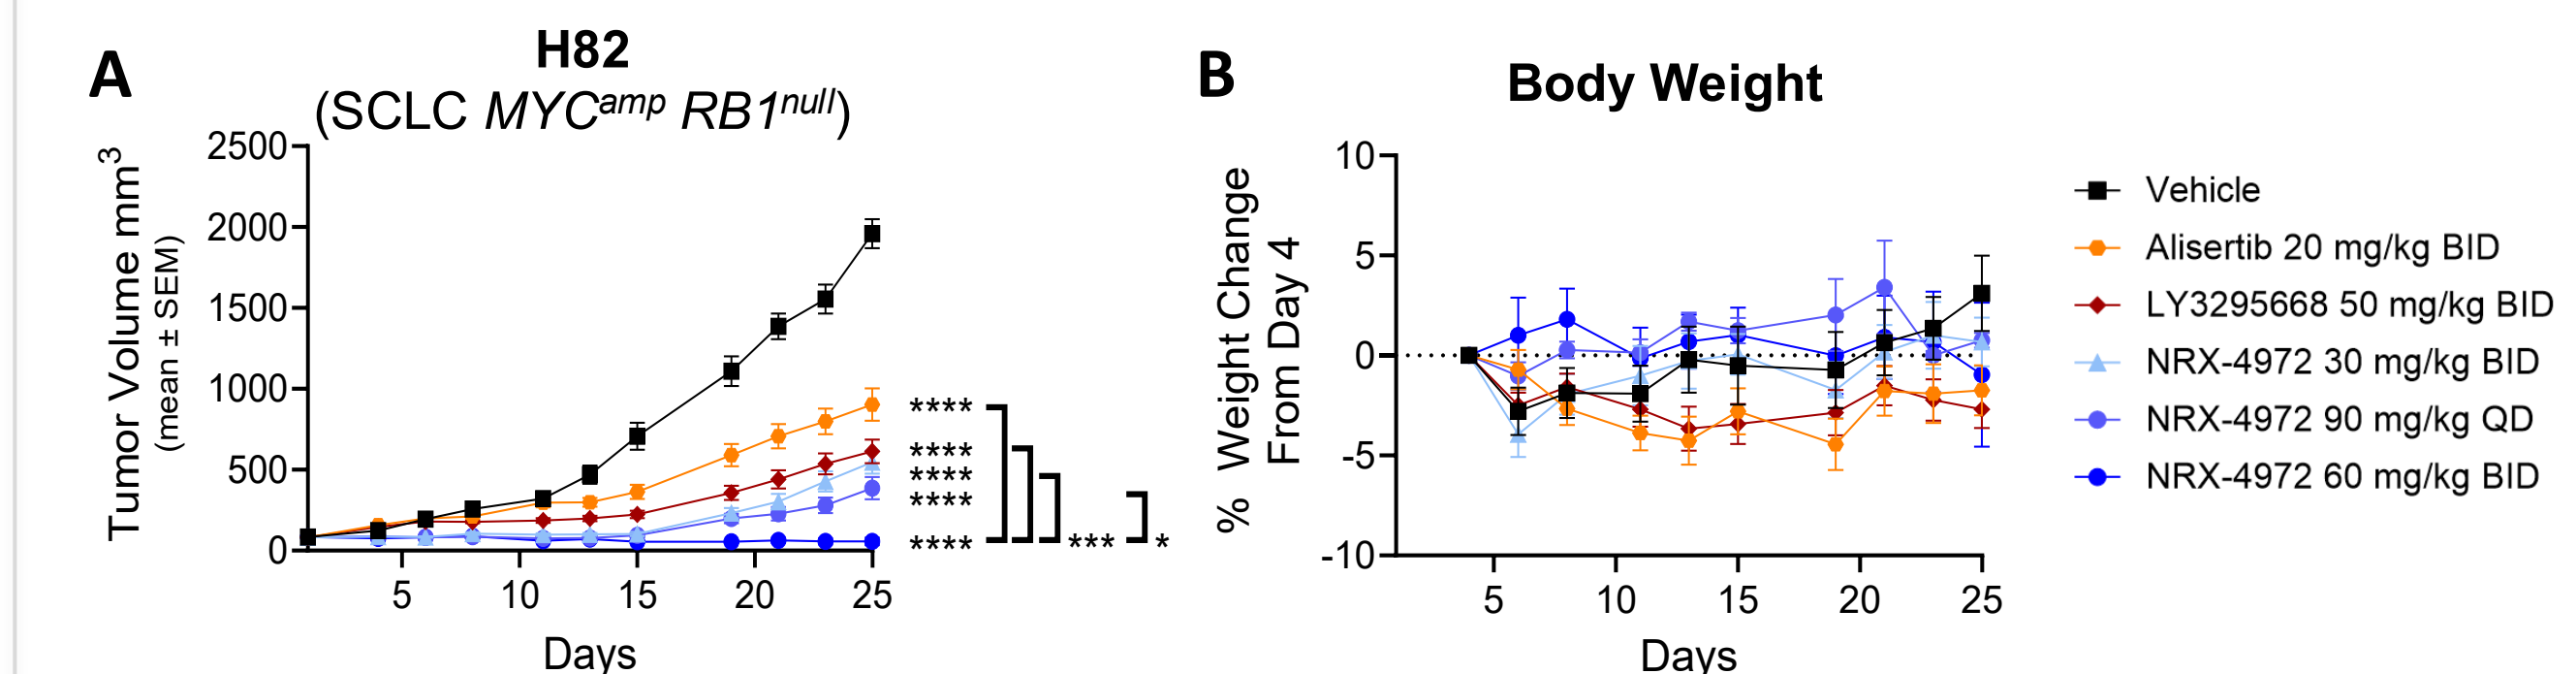 A
H82
(SCLC MYCamp RB1null)
Tumor Volume mm3
(mean ± SEM)
2500
2000
1500
1000
500
0
5 10 15 20 25
Days
****
****
****
****
**** *** *
B
Body Weight
% Weight Change
From Day 4
10
5
0
-5
-10
5 10 15 20 25
Days
Vehicle
Alisertib 20 mg/kg BID
LY3295668 50 mg/kg BID
NRX-4972 30 mg/kg BID
NRX-4972 90 mg/kg QD
NRX-4972 60 mg/kg BID